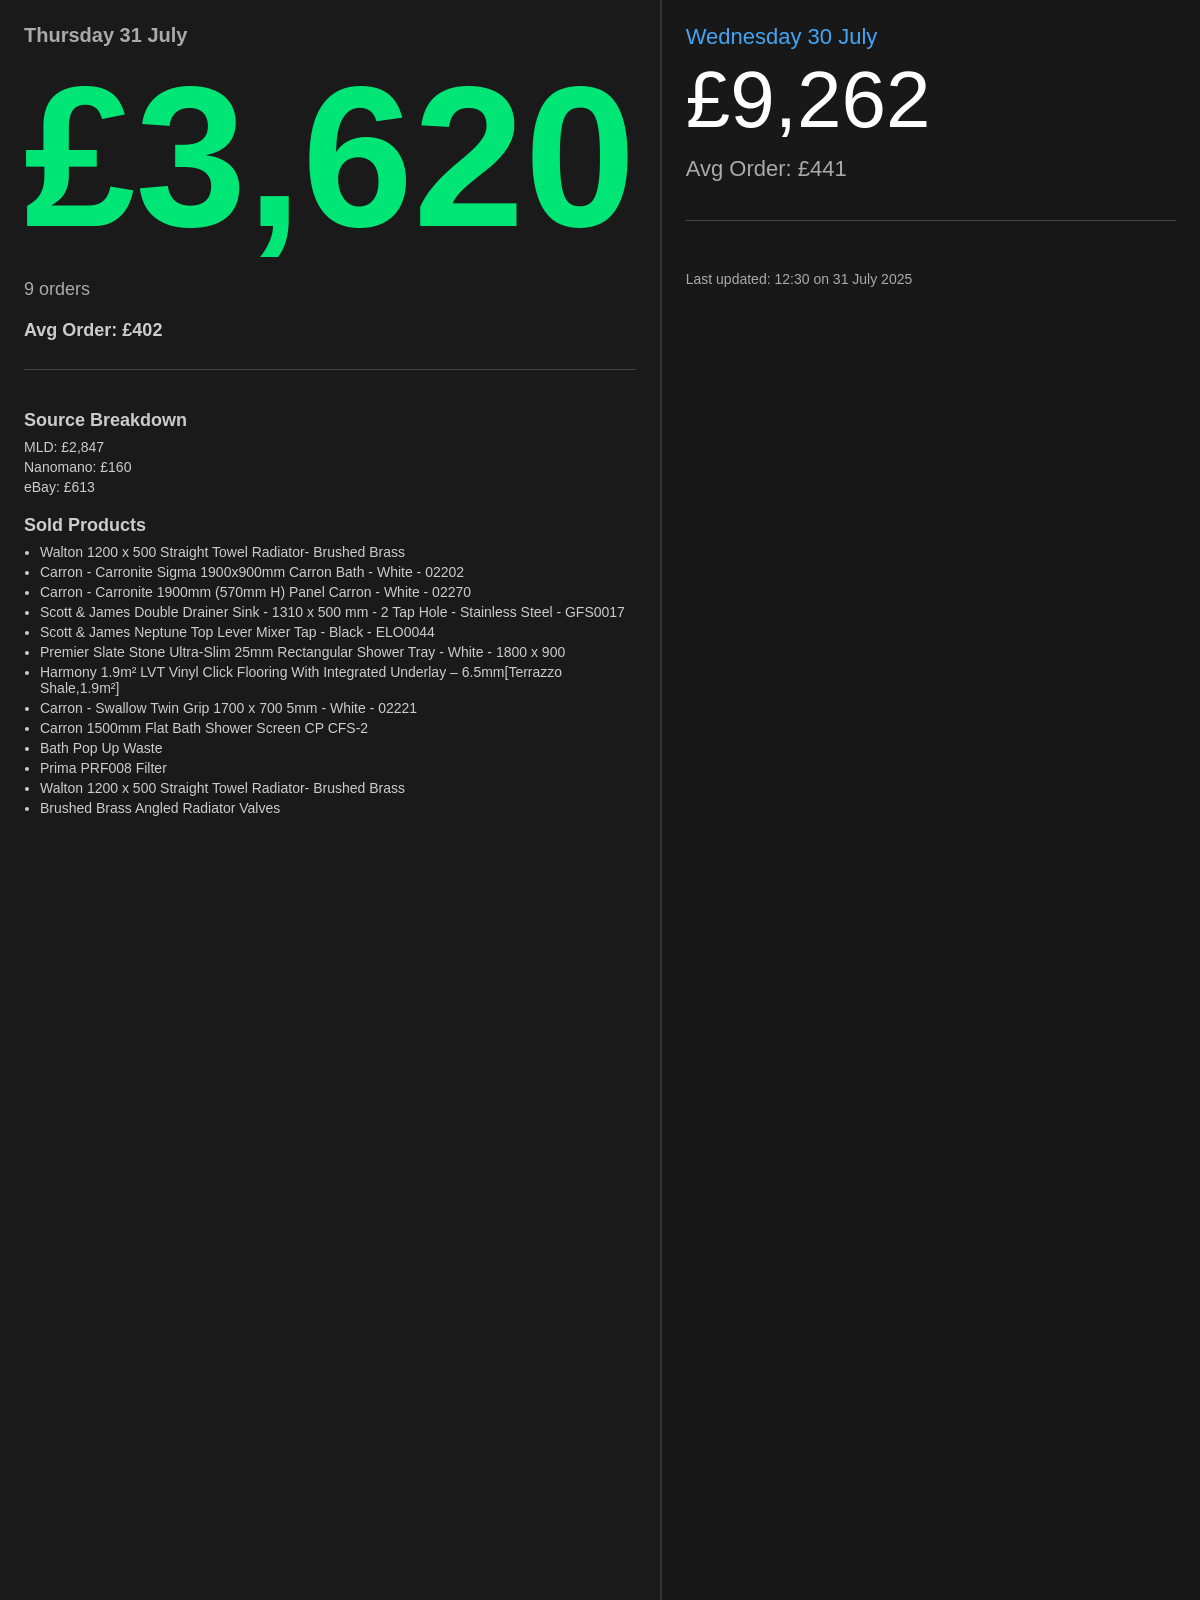 Thursday 31 July
£3,620
9 orders
Avg Order: £402
Source Breakdown
MLD: £2,847
Nanomano: £160
eBay: £613
Sold Products
• Walton 1200 x 500 Straight Towel Radiator- Brushed Brass
• Carron - Carronite Sigma 1900x900mm Carron Bath - White - 02202
• Carron - Carronite 1900mm (570mm H) Panel Carron - White - 02270
• Scott & James Double Drainer Sink - 1310 x 500 mm - 2 Tap Hole - Stainless Steel - GFS0017
• Scott & James Neptune Top Lever Mixer Tap - Black - ELO0044
• Premier Slate Stone Ultra-Slim 25mm Rectangular Shower Tray - White - 1800 x 900
• Harmony 1.9m² LVT Vinyl Click Flooring With Integrated Underlay – 6.5mm[Terrazzo
Shale,1.9m²]
• Carron - Swallow Twin Grip 1700 x 700 5mm - White - 02221
• Carron 1500mm Flat Bath Shower Screen CP CFS-2
• Bath Pop Up Waste
• Prima PRF008 Filter
• Walton 1200 x 500 Straight Towel Radiator- Brushed Brass
• Brushed Brass Angled Radiator Valves
Wednesday 30 July
£9,262
Avg Order: £441
Last updated: 12:30 on 31 July 2025